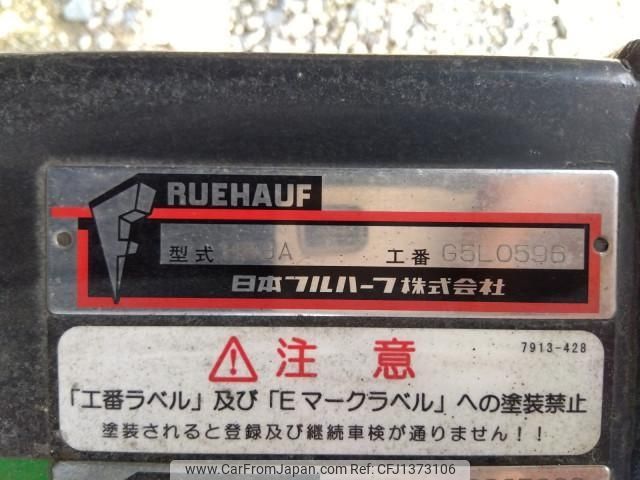 RUEHAUF
型式 工番 G5L0596
日本フルハーフ株式会社
注意 7913-428
「工番ラベル」及び「Eマークラベル」への塗装禁止
塗装されると登録及び継続車検が通りません!!
CarFromJapan.com - CFJ1373106